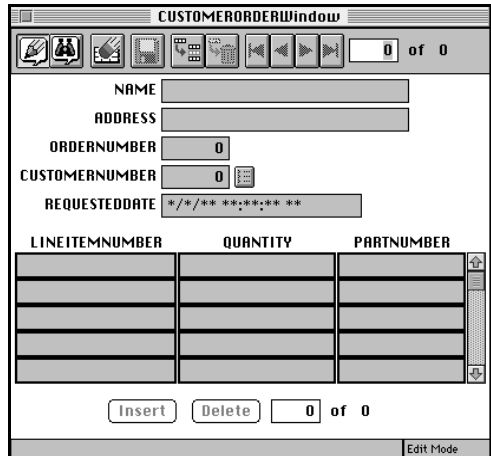 CUSTOMERORDERWindow
0 of 0
NAME
ADDRESS
ORDERNUMBER 0
CUSTOMERNUMBER 0
REQUESTEDDATE */*/** **:**:** **
LINEITEMNUMBER QUANTITY PARTNUMBER
Insert Delete 0 of 0
Edit Mode